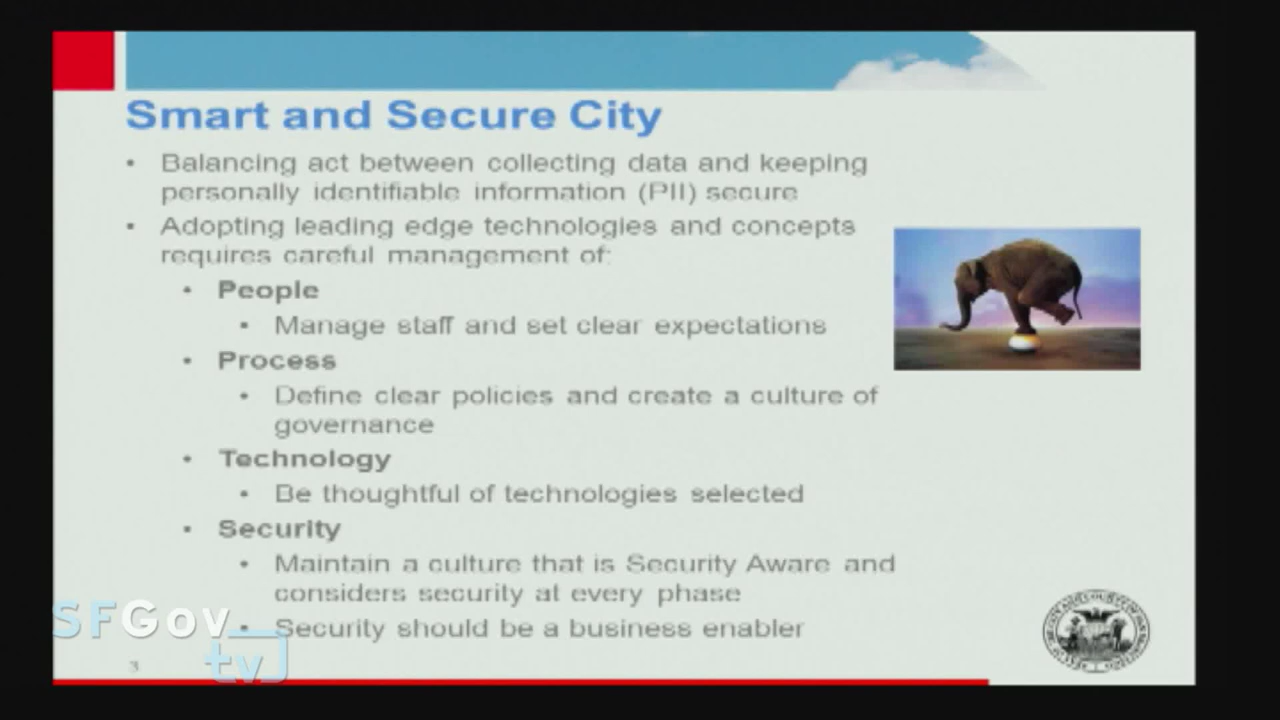 Smart and Secure City
• Balancing act between collecting data and keeping
personally identifiable information (PII) secure
• Adopting leading edge technologies and concepts
requires careful management of:
• People
• Manage staff and set clear expectations
• Process
• Define clear policies and create a culture of
governance
• Technology
• Be thoughtful of technologies selected
• Security
• Maintain a culture that is Security Aware and
considers security at every phase
• Security should be a business enabler
SFGov
tv
3